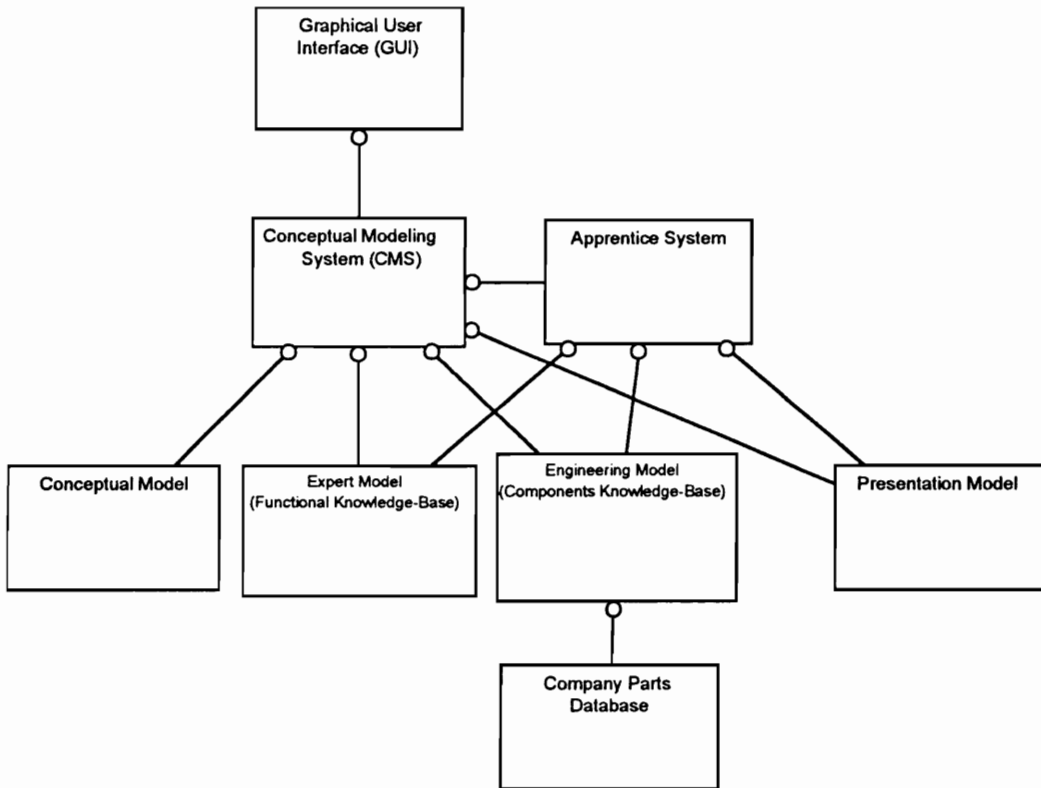 Graphical User
Interface (GUI)
Conceptual Modeling
System (CMS)
Apprentice System
Conceptual Model
Expert Model
(Functional Knowledge-Base)
Engineering Model
(Components Knowledge-Base)
Presentation Model
Company Parts
Database